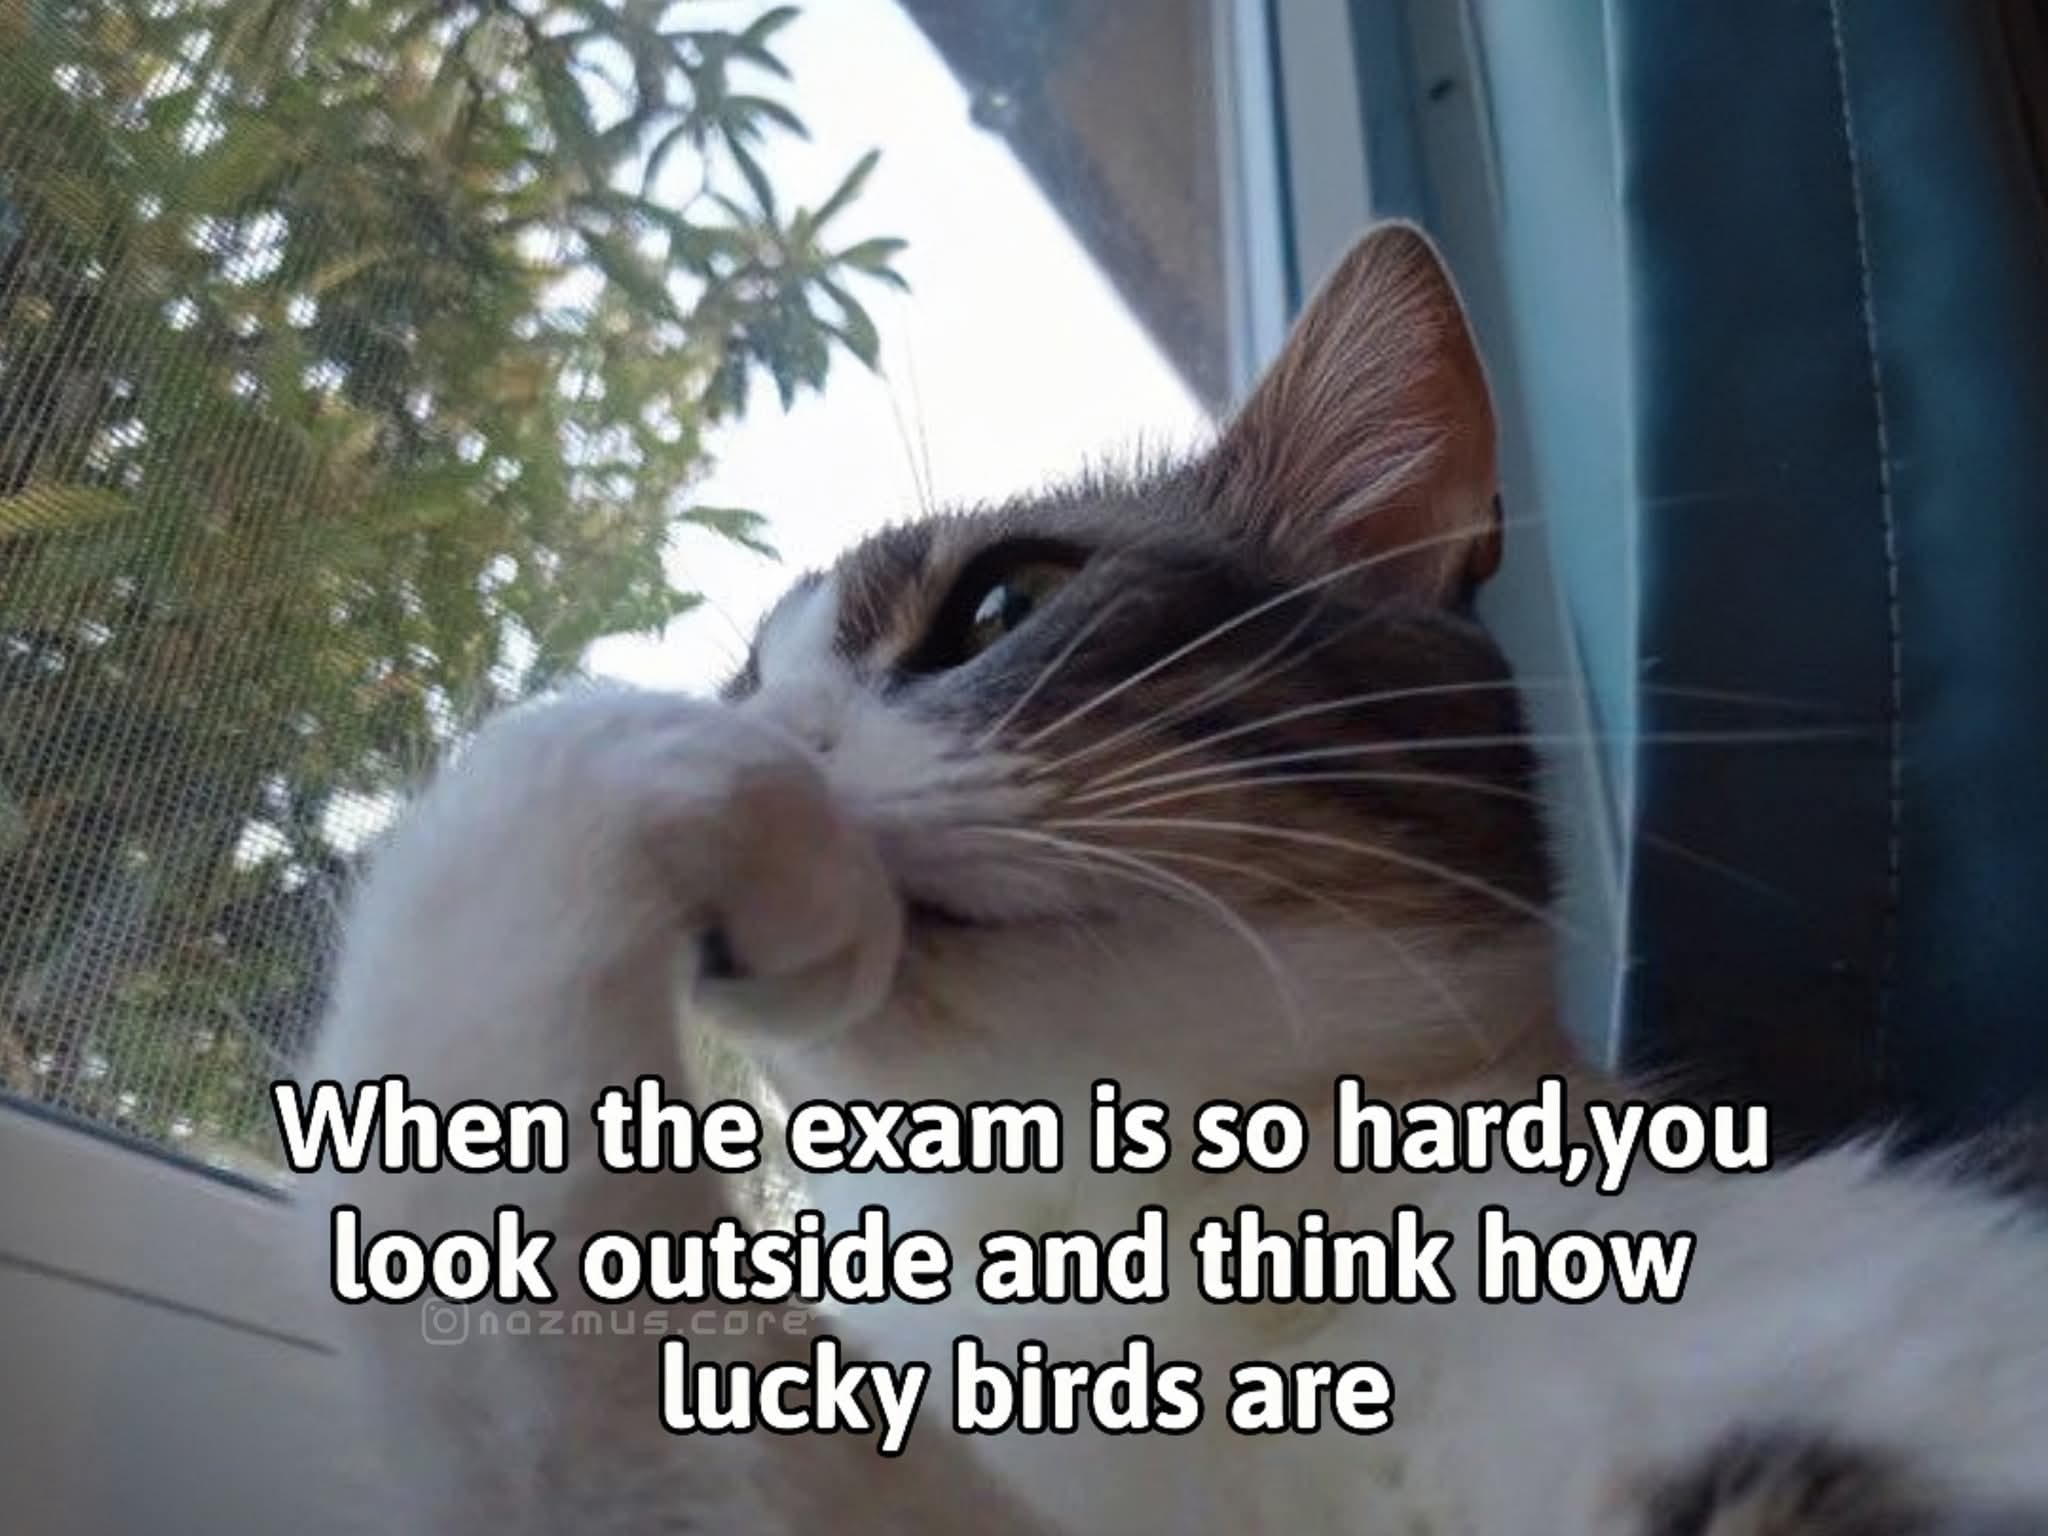 When the exam is so hard,you
look outside and think how
nazmus.core
lucky birds are